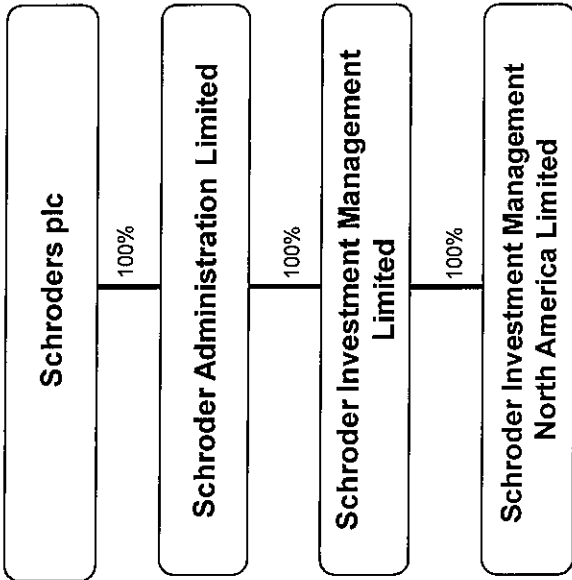 Schroders plc
100%
Schroder Administration Limited
100%
Schroder Investment Management
Limited
100%
Schroder Investment Management
North America Limited